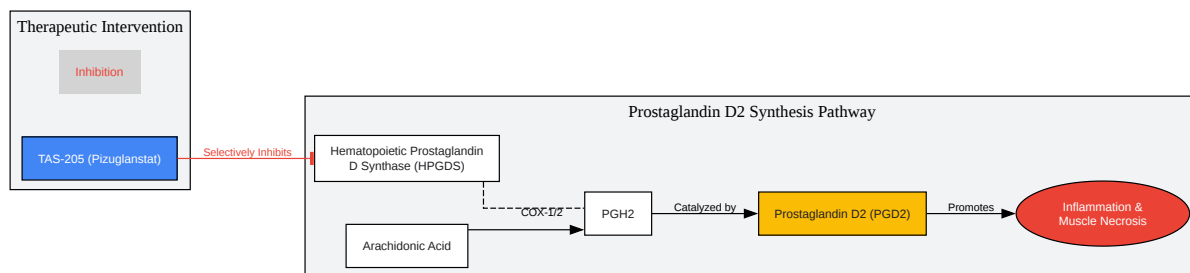 Therapeutic Intervention
Inhibition
TAS-205 (Pizuglanstat)
Selectively Inhibits
Prostaglandin D2 Synthesis Pathway
Hematopoietic Prostaglandin
D Synthase (HPGDS)
COX-1/2
Arachidonic Acid
PGH2
Catalyzed by
Prostaglandin D2 (PGD2)
Promotes
Inflammation &
Muscle Necrosis